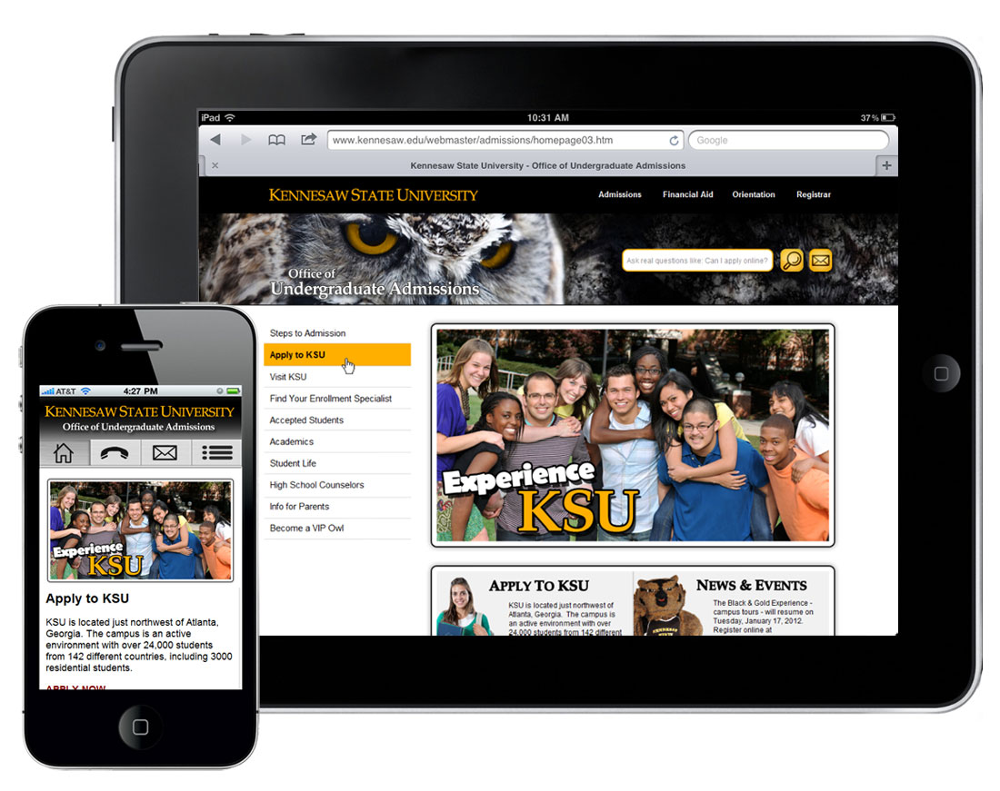 iPad
10:31 AM
37%
www.kennesaw.edu/webmaster/admissions/homepage03.htm
Google
Kennesaw State University - Office of Undergraduate Admissions
KENNESAW STATE UNIVERSITY
Admissions
Financial Aid
Orientation
Registrar
Ask real questions like: Can I apply online?
Office of
Undergraduate Admissions
Steps to Admission
Apply to KSU
Visit KSU
Find Your Enrollment Specialist
Accepted Students
Academics
Student Life
High School Counselors
Info for Parents
Become a VIP Owl
Experience
KSU
APPLY TO KSU
KSU is located just northwest of
Atlanta, Georgia. The campus is
an active environment with over
24,000 students from 142 different
NEWS & EVENTS
The Black & Gold Experience -
campus tours - will resume on
Tuesday, January 17, 2012.
Register online at
KENNESAW
STATE
AT&T
4:27 PM
KENNESAW STATE UNIVERSITY
Office of Undergraduate Admissions
Experience
KSU
Apply to KSU
KSU is located just northwest of Atlanta,
Georgia. The campus is an active
environment with over 24,000 students
from 142 different countries, including 3000
residential students.
APPLY NOW